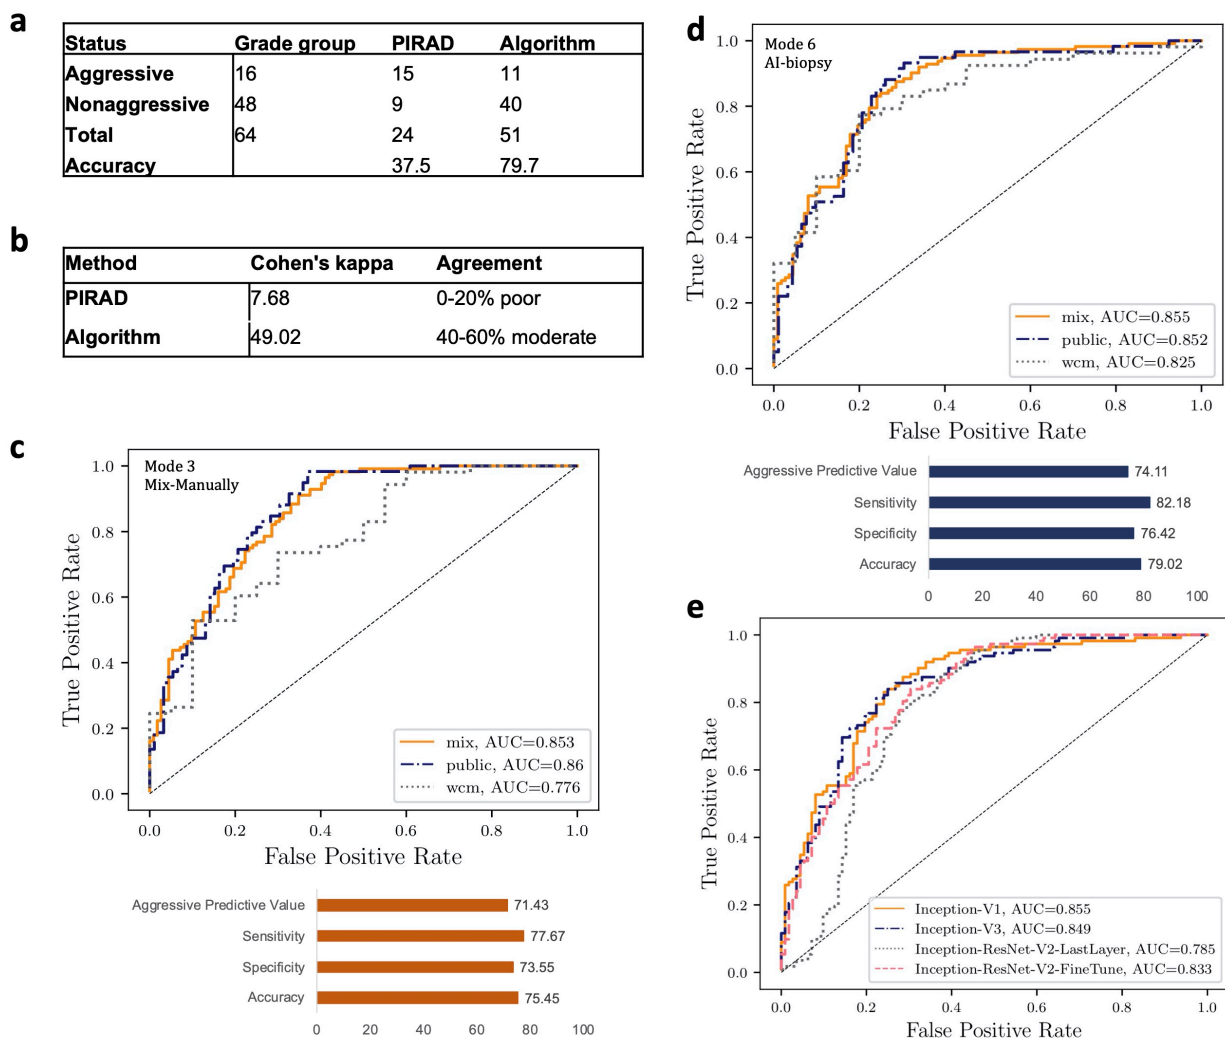 a
Status Grade group PIRAD Algorithm
Aggressive 16 15 11
Nonaggressive 48 9 40
Total 64 24 51
Accuracy 37.5 79.7
b
Method Cohen's kappa Agreement
PIRAD 7.68 0-20% poor
Algorithm 49.02 40-60% moderate
c
Mode 3
Mix-Manually
True Positive Rate
1.0
0.8
0.6
0.4
0.2
0.0
mix, AUC=0.853
public, AUC=0.86
wcm, AUC=0.776
0.0 0.2 0.4 0.6 0.8 1.0
False Positive Rate
Aggressive Predictive Value 71.43
Sensitivity 77.67
Specificity 73.55
Accuracy 75.45
0 20 40 60 80 100
d
Mode 6
AI-biopsy
True Positive Rate
1.0
0.8
0.6
0.4
0.2
0.0
mix, AUC=0.855
public, AUC=0.852
wcm, AUC=0.825
0.0 0.2 0.4 0.6 0.8 1.0
False Positive Rate
Aggressive Predictive Value 74.11
Sensitivity 82.18
Specificity 76.42
Accuracy 79.02
0 20 40 60 80 100
e
True Positive Rate
1.0
0.8
0.6
0.4
0.2
0.0
Inception-V1, AUC=0.855
Inception-V3, AUC=0.849
Inception-ResNet-V2-LastLayer, AUC=0.785
Inception-ResNet-V2-FineTune, AUC=0.833
0.0 0.2 0.4 0.6 0.8 1.0
False Positive Rate